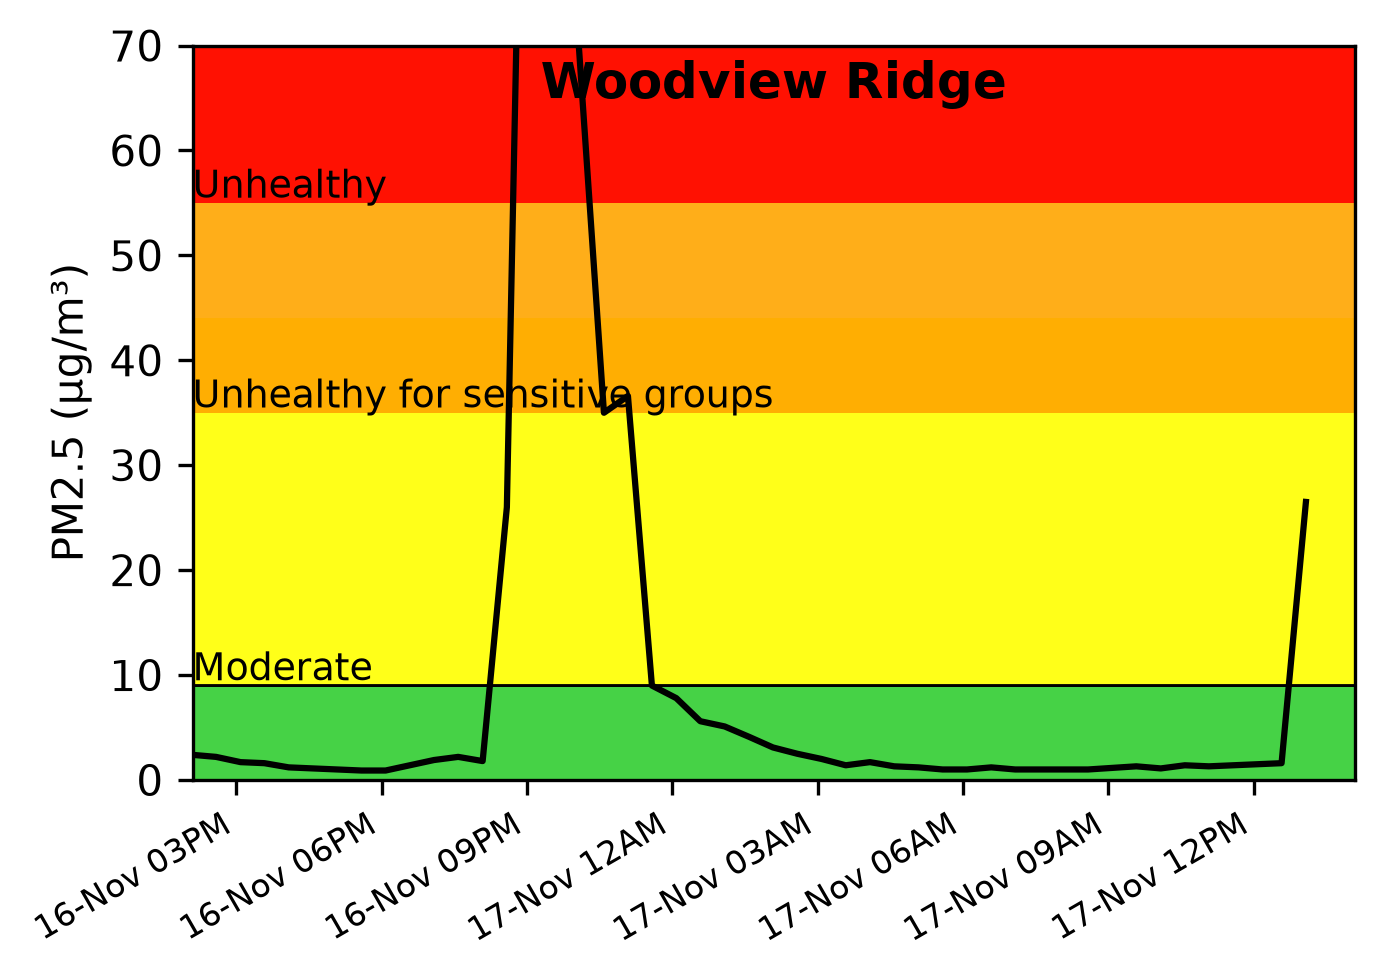 Woodview Ridge
70
60
Unhealthy
50
40
Unhealthy for sensitive groups
30
20
Moderate
10
0
PM2.5 (µg/m³)
16-Nov 03PM
16-Nov 06PM
16-Nov 09PM
17-Nov 12AM
17-Nov 03AM
17-Nov 06AM
17-Nov 09AM
17-Nov 12PM